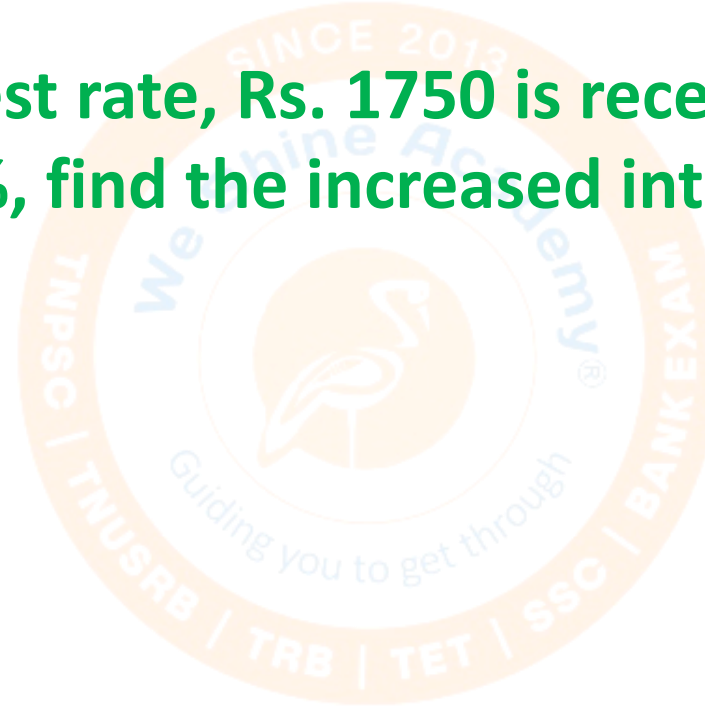 SINCE 2013
st rate, Rs. 1750 is rece
, find the increased int
We Shine Academy®
TNPSC | TNUSRB | TRB | TET | SSC | BANK EXAM
Guiding you to get through